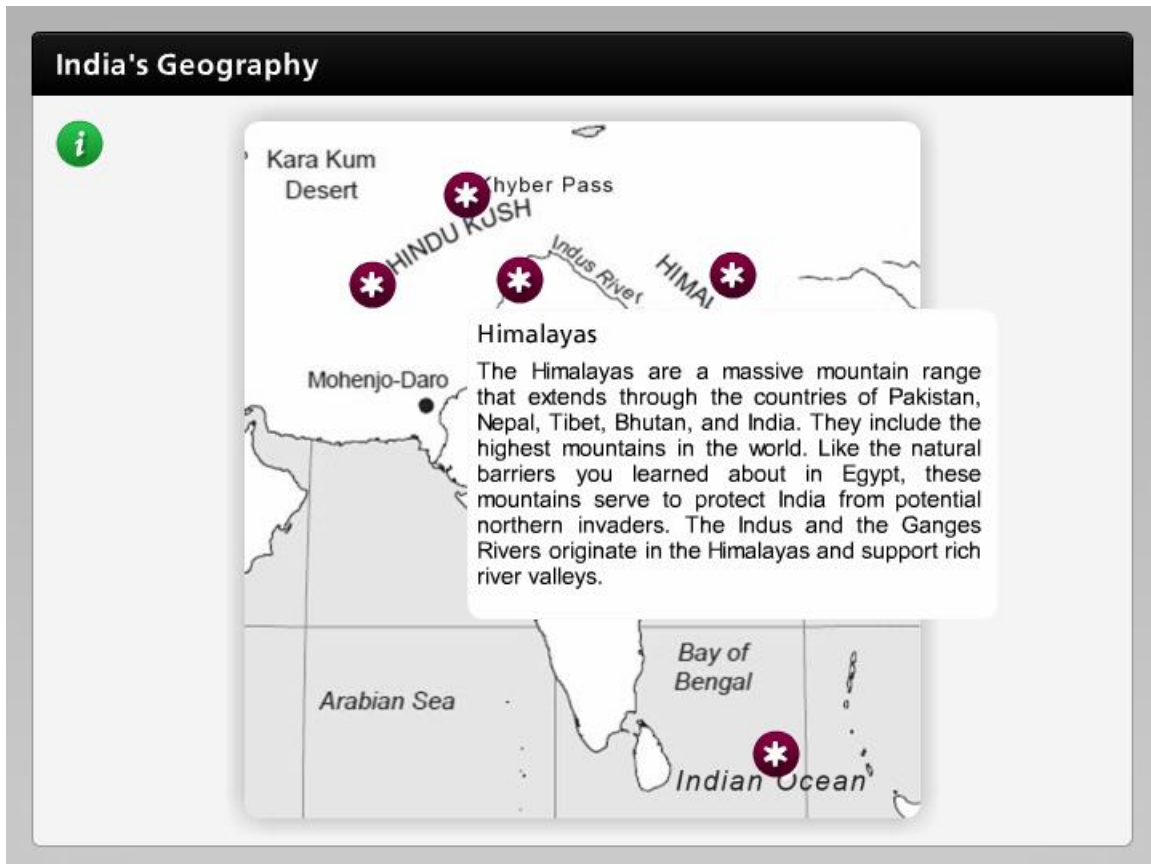 India's Geography
i
Kara Kum
Desert
Khyber Pass
HINDU KUSH
Indus River
Himalayas
The Himalayas are a massive mountain range
that extends through the countries of Pakistan,
Nepal, Tibet, Bhutan, and India. They include the
highest mountains in the world. Like the natural
barriers you learned about in Egypt, these
mountains serve to protect India from potential
northern invaders. The Indus and the Ganges
Rivers originate in the Himalayas and support rich
river valleys.
Mohenjo-Daro
Bay of
Bengal
Arabian Sea
Indian Ocean